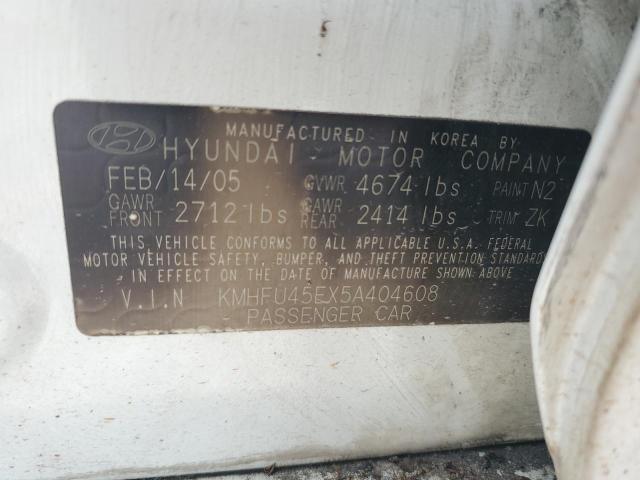 MANUFACTURED IN KOREA BY
HYUNDAI MOTOR COMPANY
FEB/14/05 GVWR 4674 lbs PAINT N2
GAWR FRONT 2712 lbs GAWR REAR 2414 lbs TRIM ZK
THIS VEHICLE CONFORMS TO ALL APPLICABLE U.S.A. FEDERAL
MOTOR VEHICLE SAFETY, BUMPER, AND THEFT PREVENTION STANDARD
IN EFFECT ON THE DATE OF MANUFACTURE SHOWN ABOVE
V.I.N KMHFU45EX5A404608
PASSENGER CAR